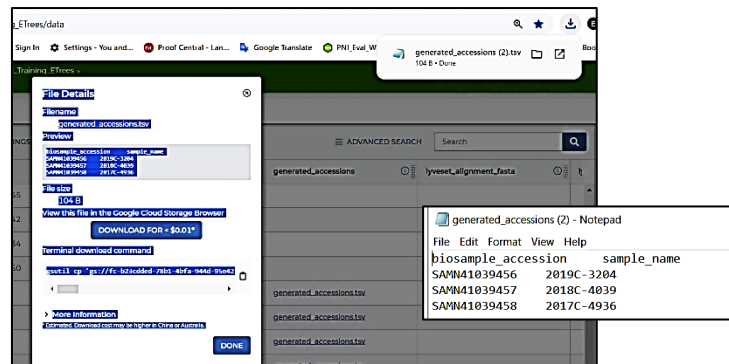 _ETrees/data
Sign In Settings - You and... Proof Central - Lan... Google Translate PNI_Eval_W
generated_accessions (2).tsv
104 B • Done
_Training_ETrees
File Details
Filename
generated_accessions.tsv
Preview
biosample_accession sample_name
SAMN41039456 2019C-3204
SAMN41039457 2018C-4039
SAMN41039458 2017C-4936
File size
104 B
View this file in the Google Cloud Storage Browser
DOWNLOAD FOR < $0.01*
Terminal download command
gsutil cp 'gs://fc-b23cdded-78b1-4bfa-944d-95e42
More Information
* Estimated. Download cost may be higher in China or Australia.
DONE
ADVANCED SEARCH Search
generated_accessions lyveset_alignment_fasta
generated_accessions.tsv
generated_accessions.tsv
generated_accessions.tsv
generated_accessions (2) - Notepad
File Edit Format View Help
biosample_accession sample_name
SAMN41039456 2019C-3204
SAMN41039457 2018C-4039
SAMN41039458 2017C-4936